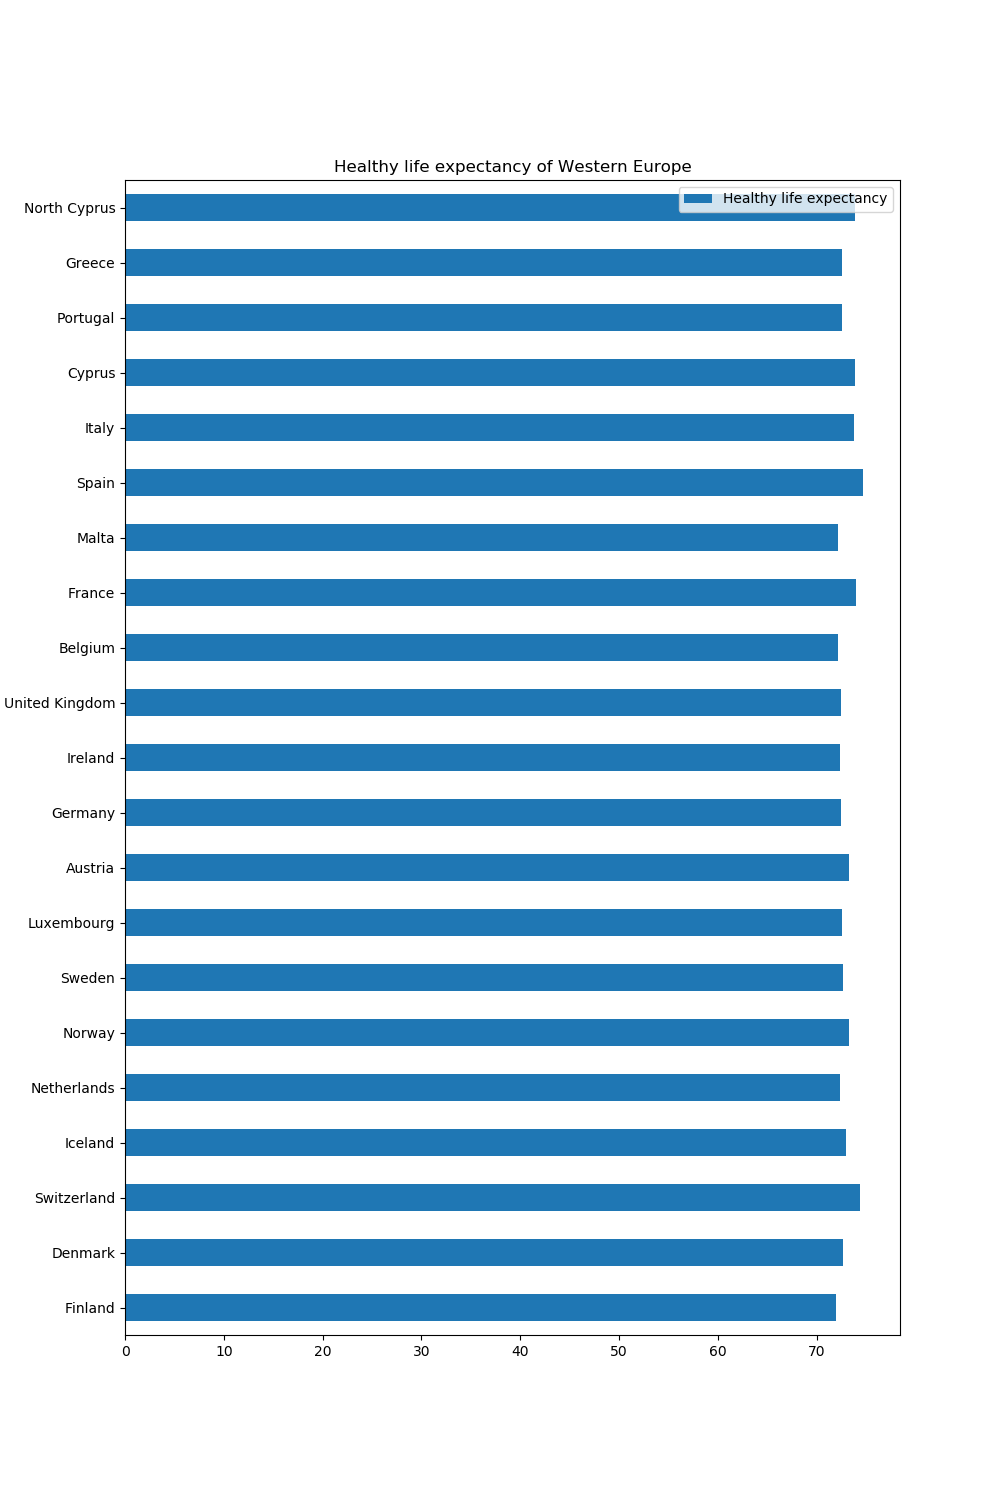 Healthy life expectancy of Western Europe
Healthy life expectancy
North Cyprus
Greece
Portugal
Cyprus
Italy
Spain
Malta
France
Belgium
United Kingdom
Ireland
Germany
Austria
Luxembourg
Sweden
Norway
Netherlands
Iceland
Switzerland
Denmark
Finland
0 10 20 30 40 50 60 70